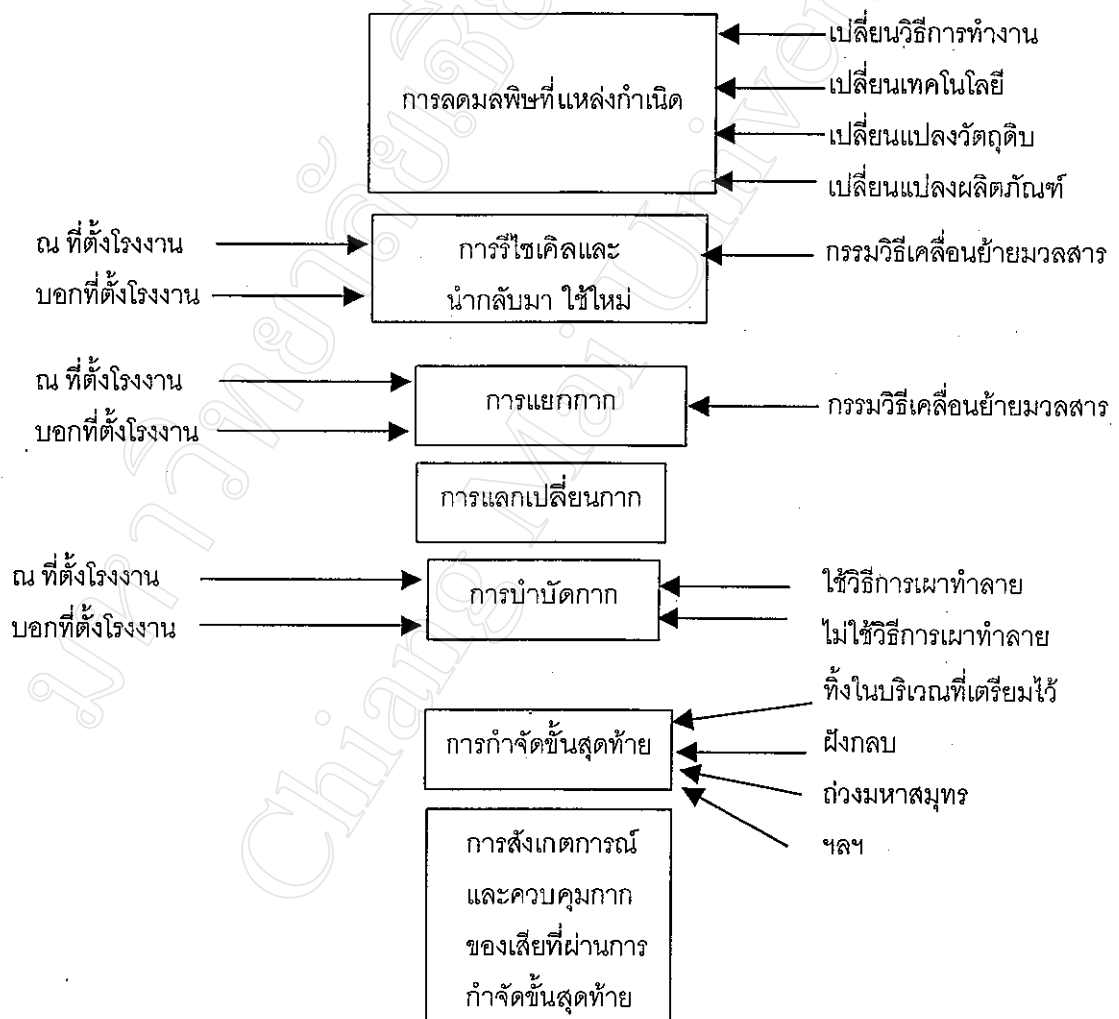 เปลี่ยนวิธีการทำงาน
การลดมลพิษที่แหล่งกำเนิด
เปลี่ยนเทคโนโลยี
เปลี่ยนแปลงวัตถุดิบ
เปลี่ยนแปลงผลิตภัณฑ์
ณ ที่ตั้งโรงงาน
การรีไซเคิลและ
กรรมวิธีเคลื่อนย้ายมวลสาร
บอกที่ตั้งโรงงาน
นำกลับมา ใช้ใหม่
ณ ที่ตั้งโรงงาน
การแยกกาก
กรรมวิธีเคลื่อนย้ายมวลสาร
บอกที่ตั้งโรงงาน
การแลกเปลี่ยนกาก
ณ ที่ตั้งโรงงาน
การบำบัดกาก
ใช้วิธีการเผาทำลาย
บอกที่ตั้งโรงงาน
ไม่ใช้วิธีการเผาทำลาย
ทิ้งในบริเวณที่เตรียมไว้
การกำจัดขั้นสุดท้าย
ฝังกลบ
ถ่วงมหาสมุทร
ฯลฯ
การสังเกตการณ์
และควบคุมกาก
ของเสียที่ผ่านการ
กำจัดขั้นสุดท้าย
มหาวิทยาลัยเชีย
Chiang Mai Unive